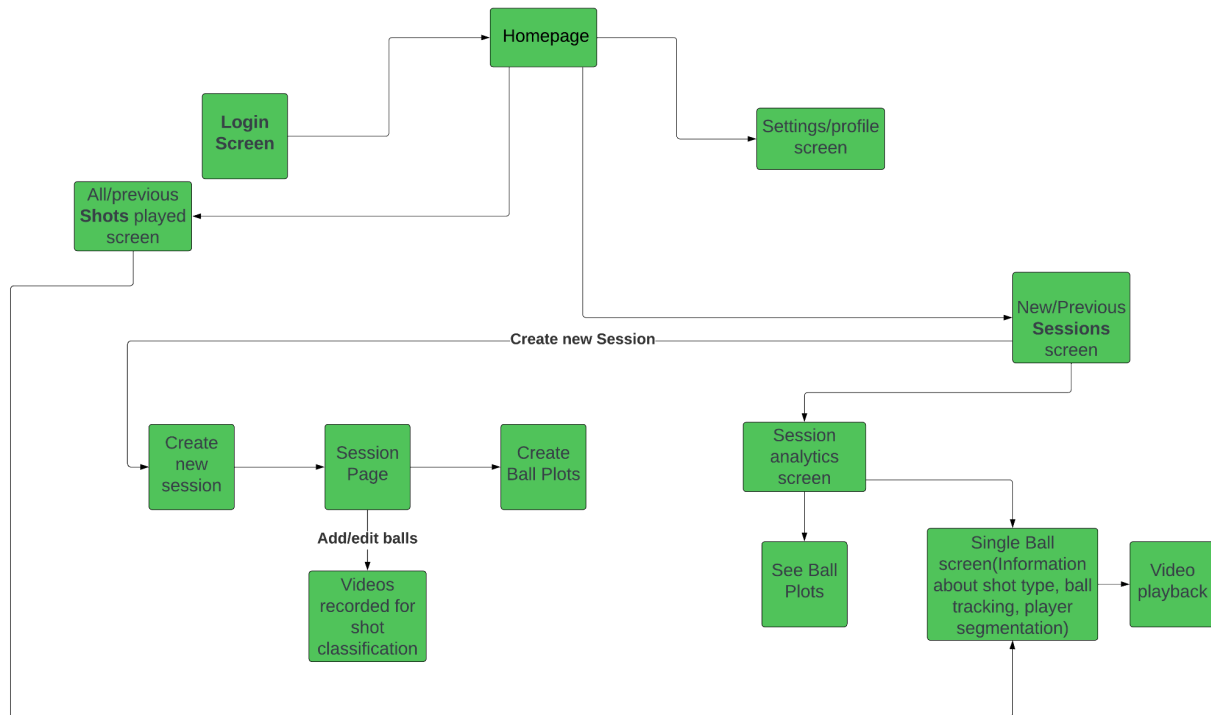 Homepage
Login
Screen
Settings/profile
screen
All/previous
Shots played
screen
New/Previous
Sessions
screen
Create new Session
Create
new
session
Session
Page
Create
Ball Plots
Session
analytics
screen
Add/edit balls
Videos
recorded for
shot
classification
See Ball
Plots
Single Ball
screen(Information
about shot type, ball
tracking, player
segmentation)
Video
playback